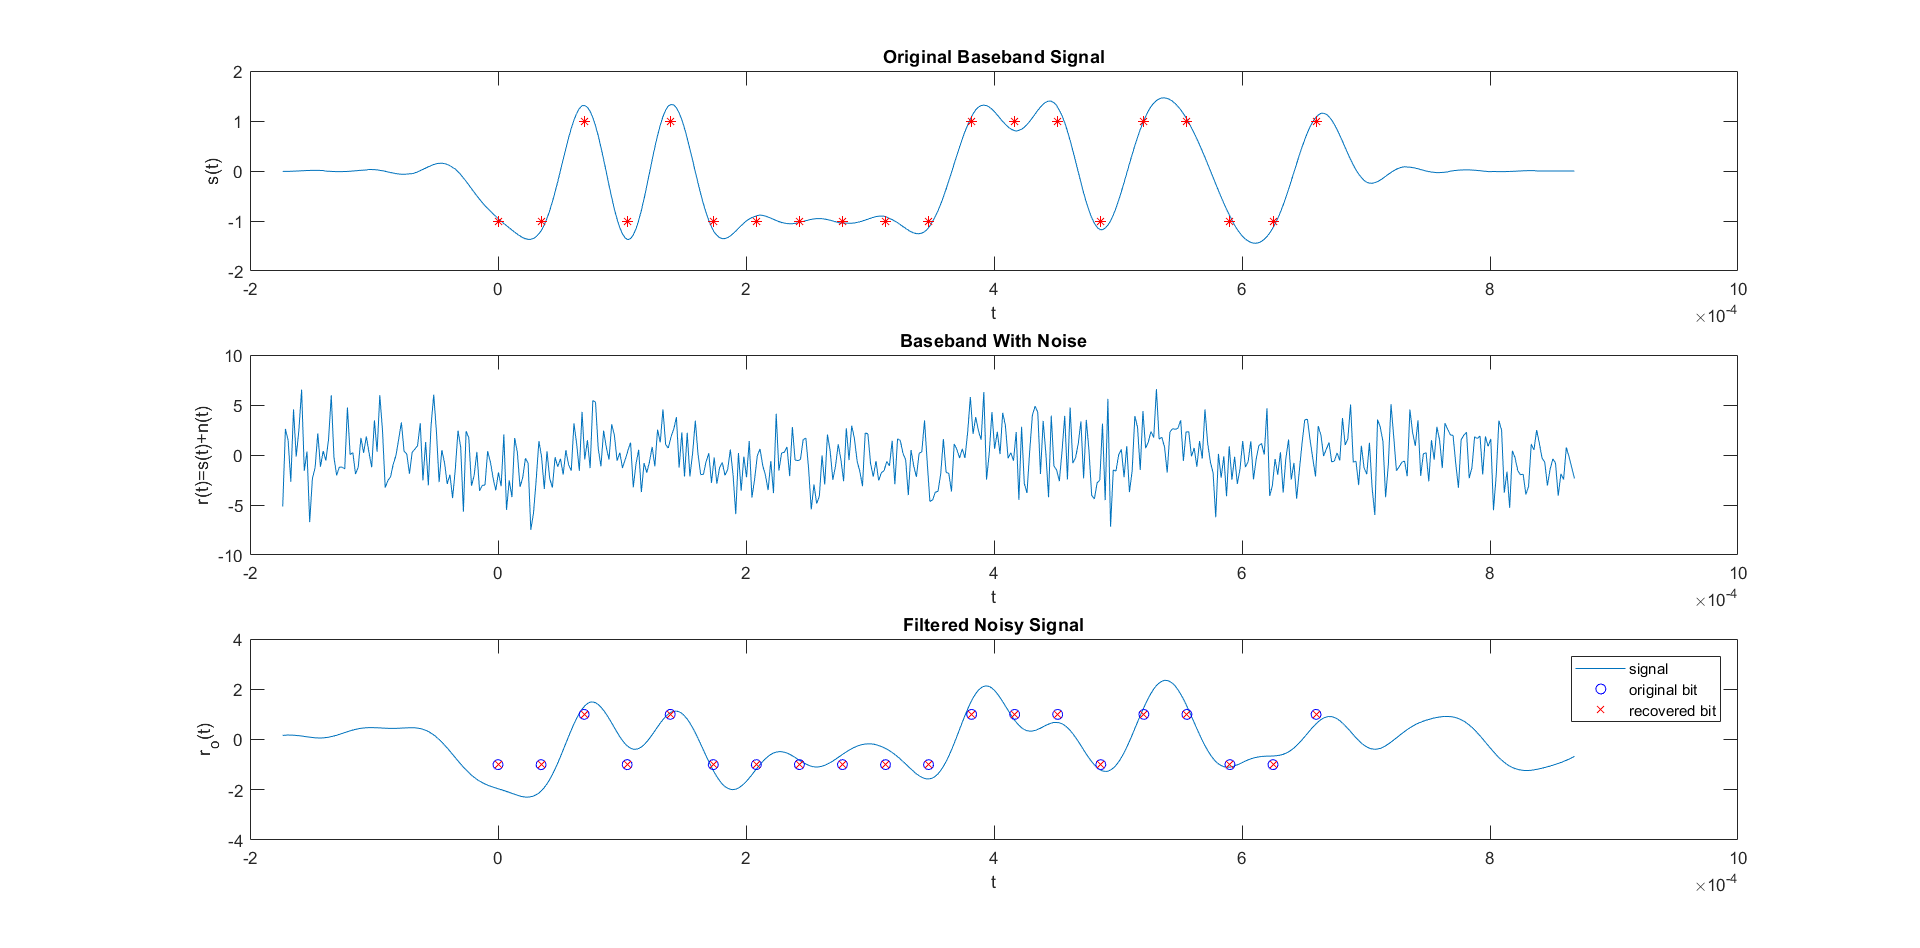 Original Baseband Signal
2
1
0
-1
-2
s(t)
-2 0 2 4 6 8 10
t
×10-4
Baseband With Noise
10
5
0
-5
-10
r(t)=s(t)+n(t)
-2 0 2 4 6 8 10
t
×10-4
Filtered Noisy Signal
4
2
0
-2
-4
ro(t)
signal
original bit
recovered bit
-2 0 2 4 6 8 10
t
×10-4